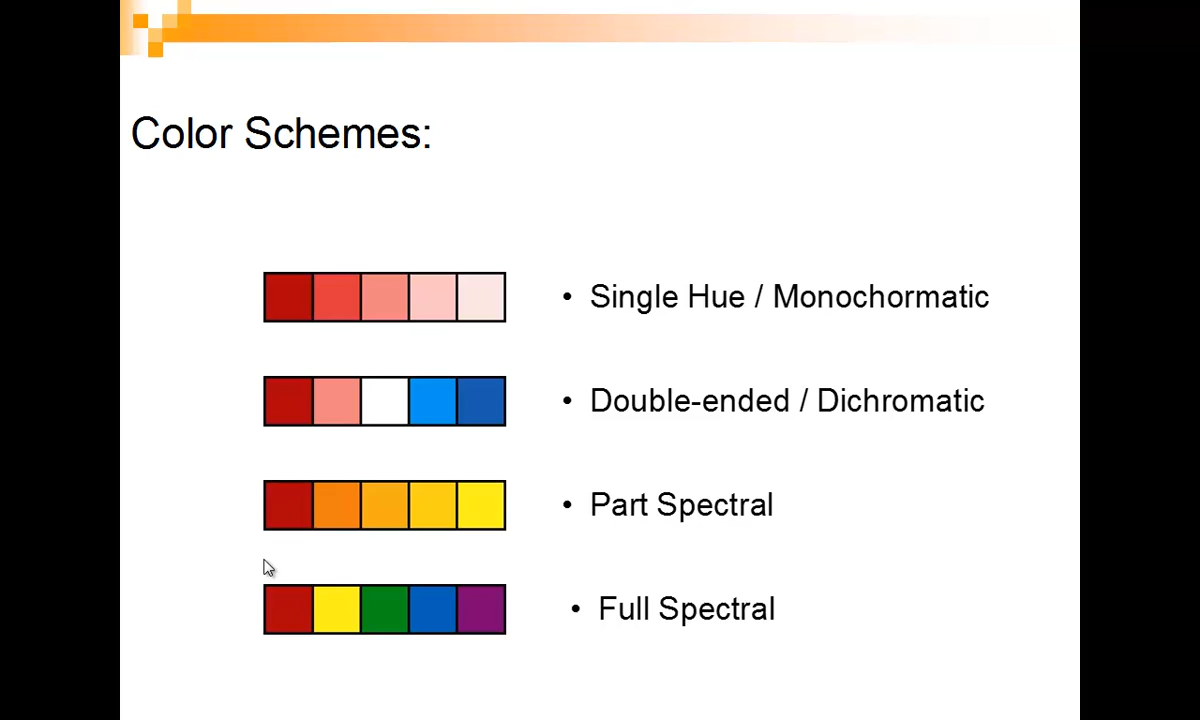 Color Schemes:
• Single Hue / Monochormatic
• Double-ended / Dichromatic
• Part Spectral
• Full Spectral